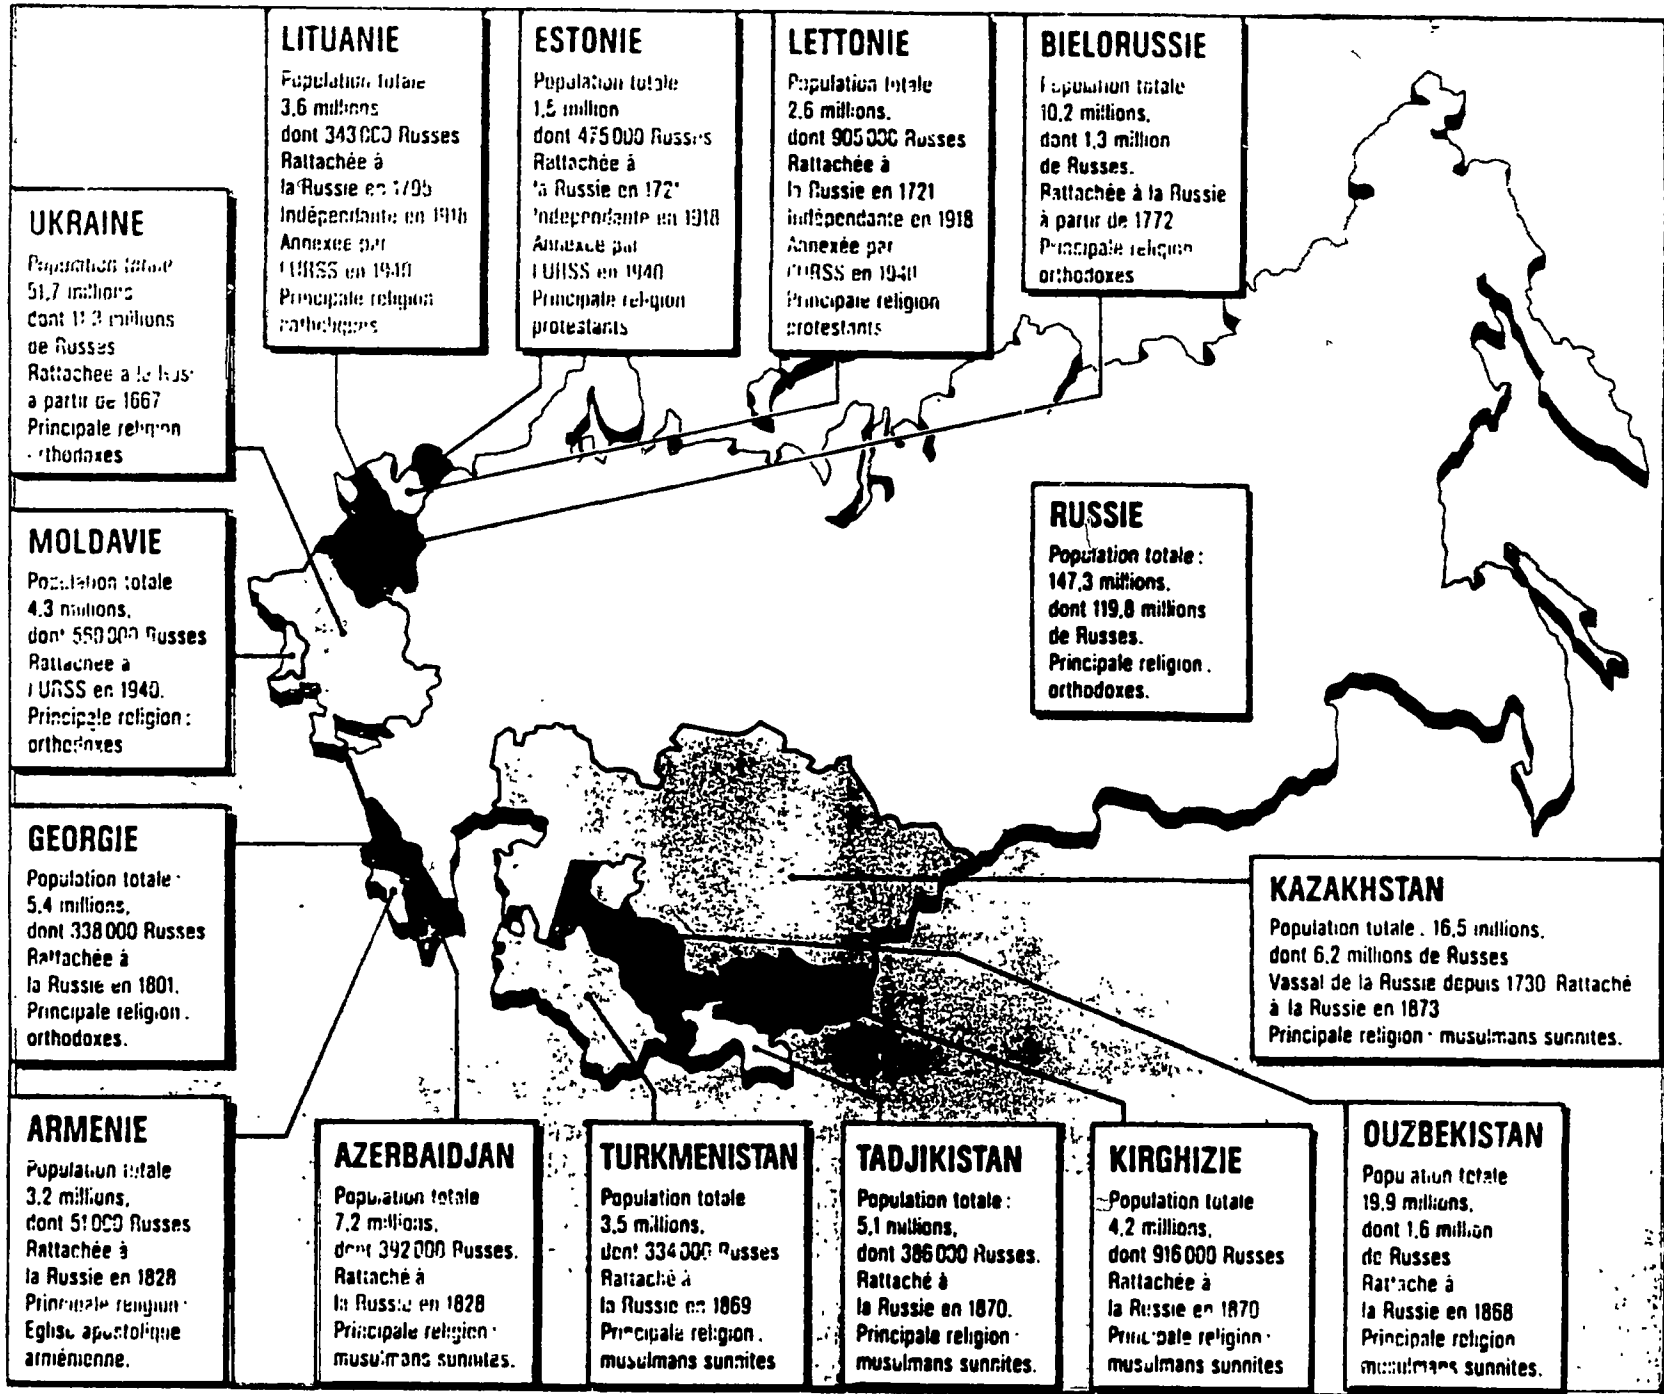 LITUANIE
Population totale
3,6 millions
dont 343 000 Russes
Rattachée à
la Russie en 1795
Indépendante en 1918
Annexée par
l'URSS en 1940
Principale religion
catholiques
ESTONIE
Population totale
1,5 million
dont 475 000 Russes
Rattachée à
la Russie en 1721
Indépendante en 1918
Annexée par
l'URSS en 1940
Principale religion
protestants
LETTONIE
Population totale
2,6 millions,
dont 905 000 Russes
Rattachée à
la Russie en 1721
Indépendante en 1918
Annexée par
l'URSS en 1940
Principale religion
protestants
BIELORUSSIE
Population totale
10,2 millions,
dont 1,3 million
de Russes.
Rattachée à la Russie
à partir de 1772
Principale religion
orthodoxes
UKRAINE
Population totale
51,7 millions
dont 11,3 millions
de Russes
Rattachée à la
à partir de 1667
Principale religion
orthodoxes
MOLDAVIE
Population totale
4,3 millions,
dont 560 000 Russes
Rattachée à
l'URSS en 1940.
Principale religion :
orthodoxes
RUSSIE
Population totale :
147,3 millions,
dont 119,8 millions
de Russes.
Principale religion :
orthodoxes.
GEORGIE
Population totale :
5,4 millions,
dont 338 000 Russes
Rattachée à
la Russie en 1801.
Principale religion :
orthodoxes.
KAZAKHSTAN
Population totale : 16,5 millions,
dont 6,2 millions de Russes
Vassal de la Russie depuis 1730 Rattaché
à la Russie en 1873
Principale religion : musulmans sunnites.
ARMENIE
Population totale
3,2 millions,
dont 51 000 Russes
Rattachée à
la Russie en 1828
Principale religion :
Eglise apostolique
arménienne.
AZERBAIDJAN
Population totale
7,2 millions,
dont 392 000 Russes.
Rattaché à
la Russie en 1828
Principale religion :
musulmans sunnites.
TURKMENISTAN
Population totale
3,5 millions,
dont 334 000 Russes
Rattaché à
la Russie en 1869
Principale religion :
musulmans sunnites
TADJIKISTAN
Population totale :
5,1 millions,
dont 386 000 Russes.
Rattaché à
la Russie en 1870.
Principale religion :
musulmans sunnites.
KIRGHIZIE
Population totale
4,2 millions,
dont 916 000 Russes
Rattachée à
la Russie en 1870
Principale religion :
musulmans sunnites
OUZBEKISTAN
Population totale
19,9 millions,
dont 1,6 million
de Russes
Rattaché à
la Russie en 1868
Principale religion
musulmans sunnites.